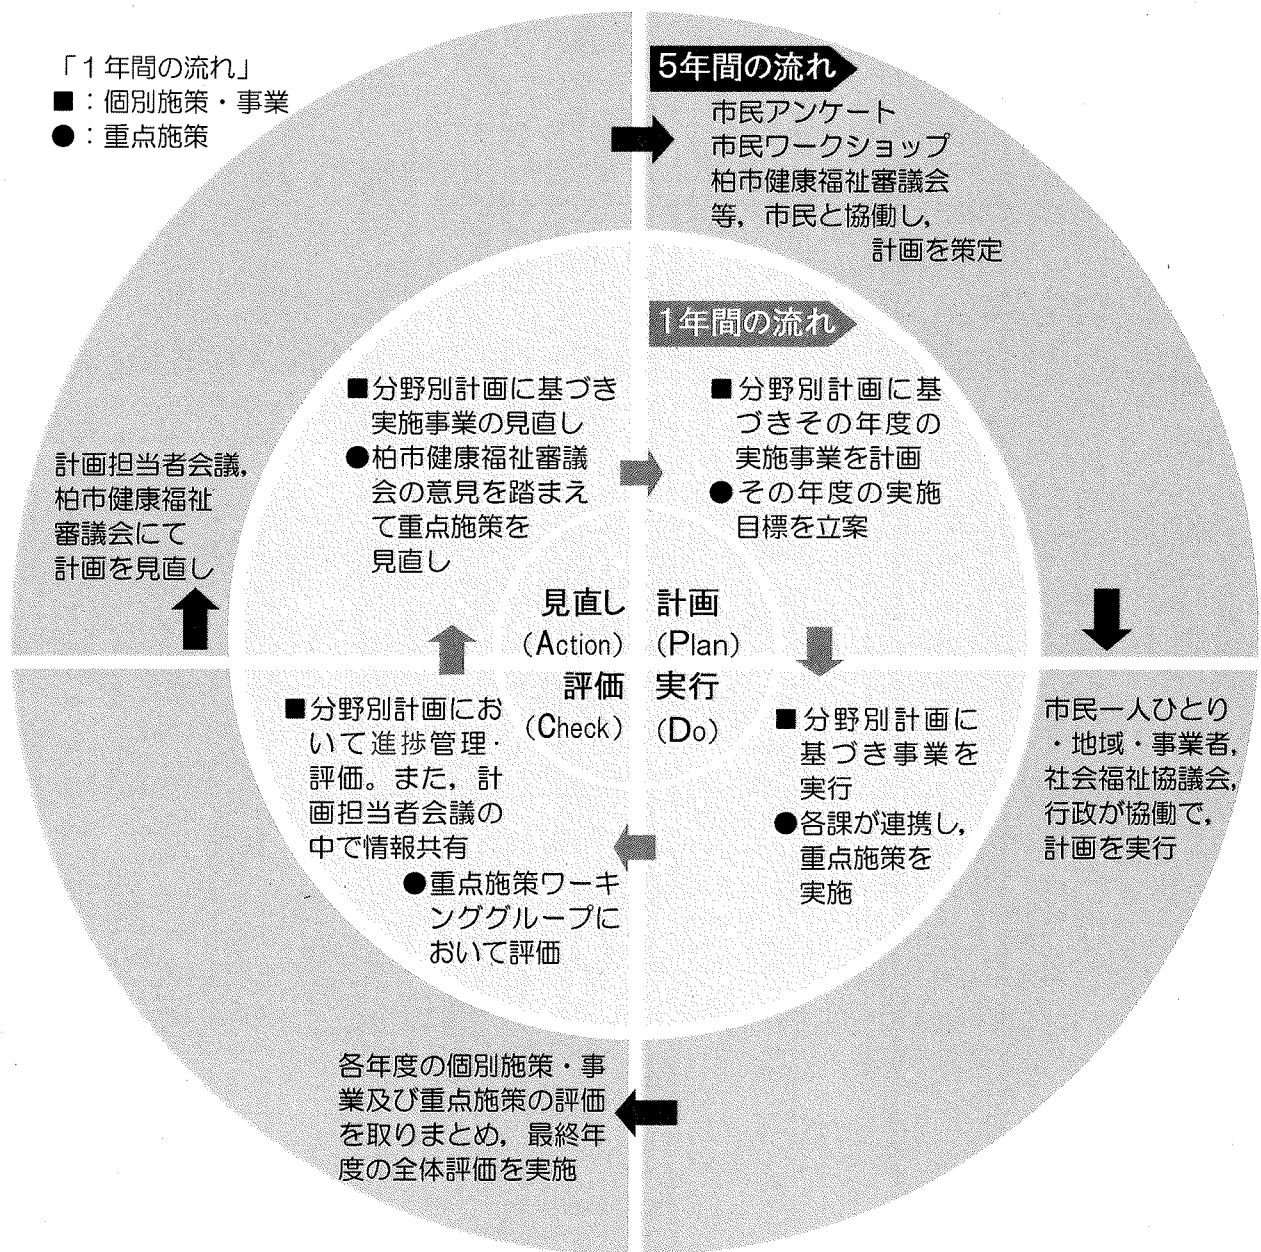 「1年間の流れ」
■：個別施策・事業
●：重点施策
5年間の流れ
市民アンケート
市民ワークショップ
柏市健康福祉審議会
等，市民と協働し，
計画を策定
1年間の流れ
■分野別計画に基
づきその年度の
実施事業を計画
●その年度の実施
目標を立案
■分野別計画に基づき
実施事業の見直し
●柏市健康福祉審議
会の意見を踏まえ
て重点施策を
見直し
計画担当者会議，
柏市健康福祉
審議会にて
計画を見直し
見直し
(Action)
計画
(Plan)
評価
(Check)
実行
(Do)
■分野別計画に
基づき事業を
実行
●各課が連携し，
重点施策を
実施
市民一人ひとり
・地域・事業者，
社会福祉協議会，
行政が協働で，
計画を実行
■分野別計画にお
いて進捗管理・
評価。また，計
画担当者会議の
中で情報共有
●重点施策ワーキ
ンググループに
おいて評価
各年度の個別施策・事
業及び重点施策の評価
を取りまとめ，最終年
度の全体評価を実施